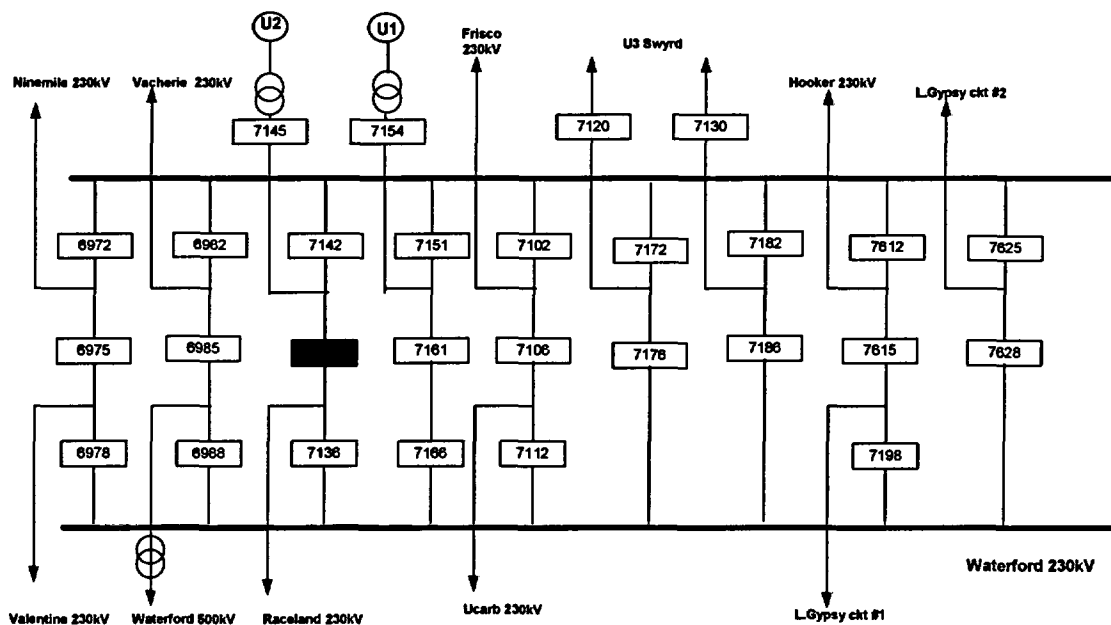 U2
U1
Frisco
230kV
U3 Swyrd
Ninemile 230kV
Vacherie 230kV
Hooker 230kV
L.Gypsy ckt #2
7145
7154
7120
7130
6972
6982
7142
7151
7102
7172
7182
7612
7625
6975
6985
7161
7106
7176
7186
7615
7628
6978
6988
7136
7166
7112
7198
Waterford 230kV
Valentine 230kV
Waterford 500kV
Raceland 230kV
Ucarb 230kV
L.Gypsy ckt #1